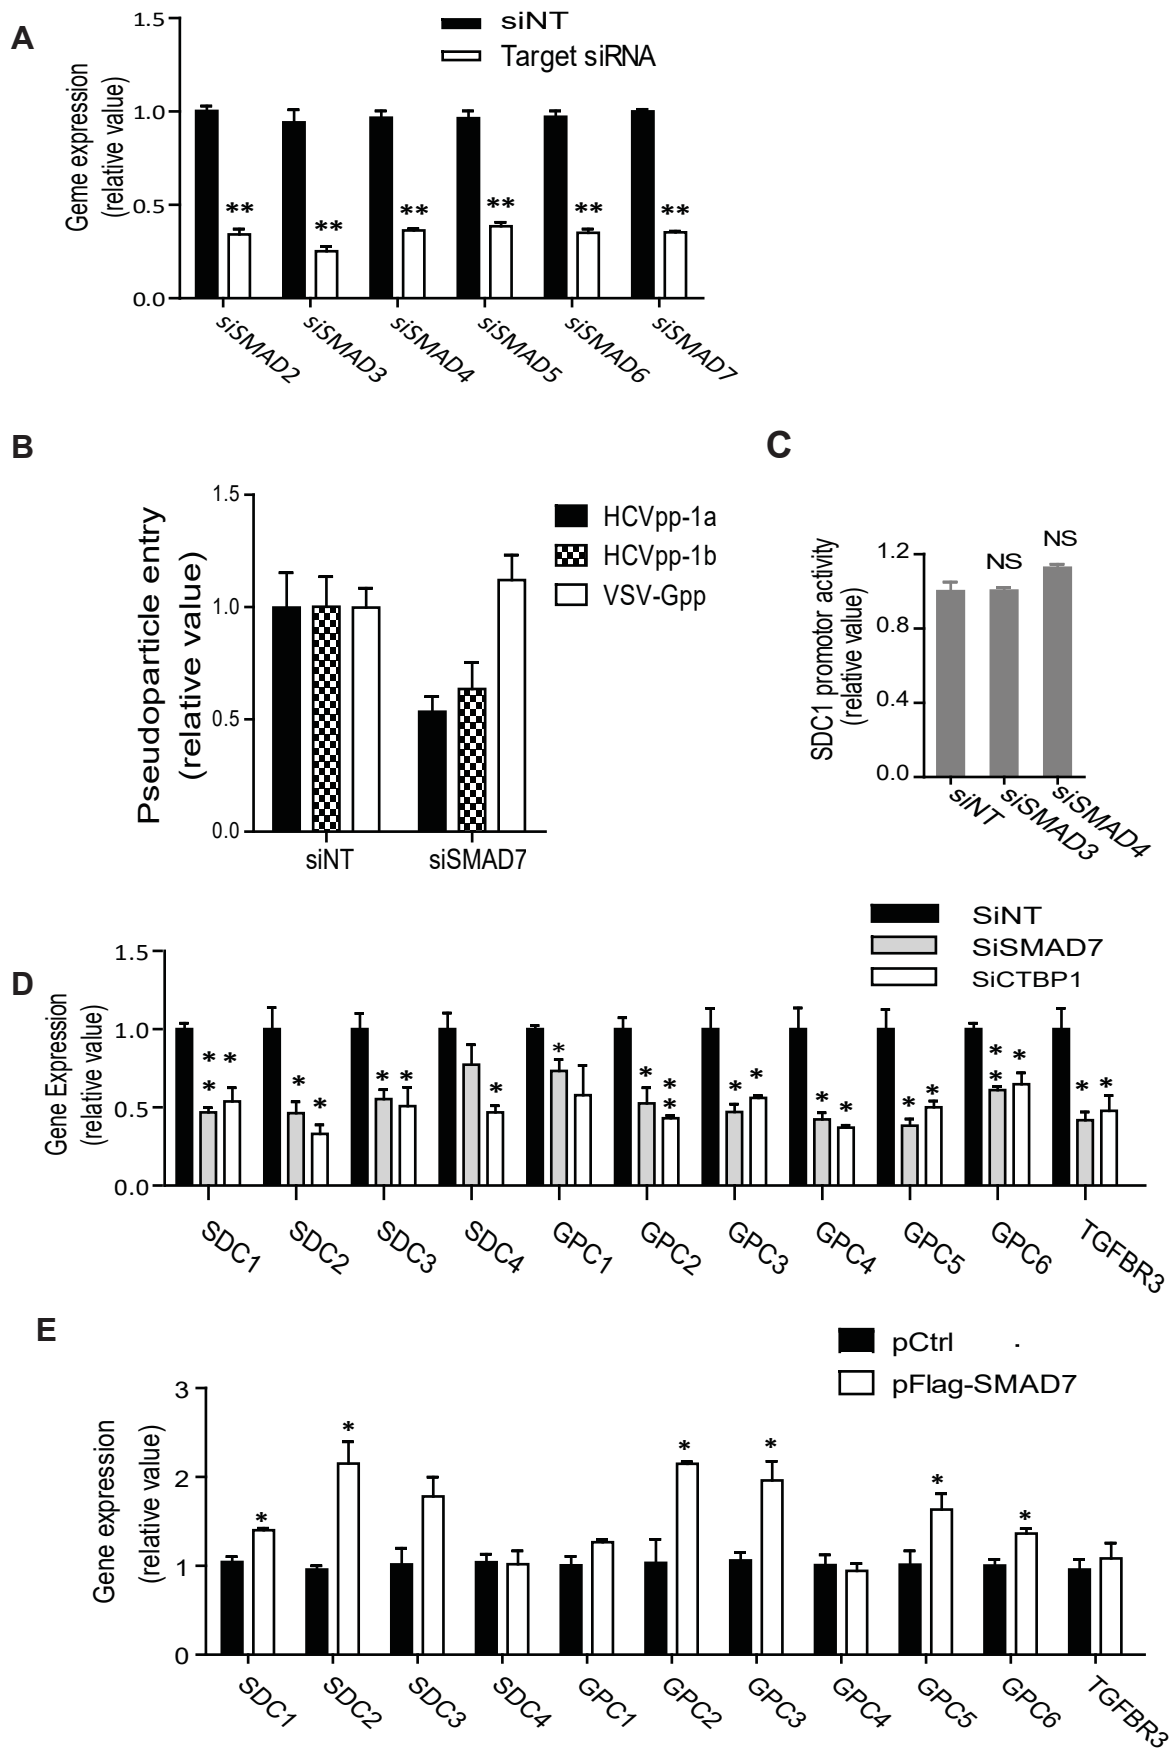 A
siNT
Target siRNA
Geme expression
(relative value)
1.5
1.0
0.5
0.0
** ** ** ** ** **
siSMAD2 siSMAD3 siSMAD4 siSMAD5 siSMAD6 siSMAD7
B
Pseudoparticle entry
(relative value)
1.5
1.0
0.5
0.0
HCVpp-1a
HCVpp-1b
VSV-Gpp
siNT siSMAD7
C
SDC1 promotor activity
(relative value)
1.2
0.8
0.4
0.0
NS NS
siNT siSMAD3 siSMAD4
D
SiNT
SiSMAD7
SiCTBP1
Gene Expression
(relative value)
1.5
1.0
0.5
0.0
** * * * * * * * * ** * * * * * * ** * * *
SDC1 SDC2 SDC3 SDC4 GPC1 GPC2 GPC3 GPC4 GPC5 GPC6 TGFBR3
E
pCtrl .
pFlag-SMAD7
Gene expression
(relative value)
3
2
1
0
* * * * * *
SDC1 SDC2 SDC3 SDC4 GPC1 GPC2 GPC3 GPC4 GPC5 GPC6 TGFBR3